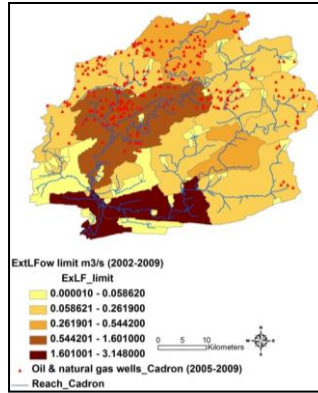 ExtLFow limit m3/s (2002-2009)
ExLF_limit
0.000010 - 0.058620
0.058621 - 0.261900
0.261901 - 0.544200
0.544201 - 1.601000
1.601001 - 3.148000
0 5 10
Kilometers
Oil & natural gas wells_Cadron (2005-2009)
Reach_Cadron